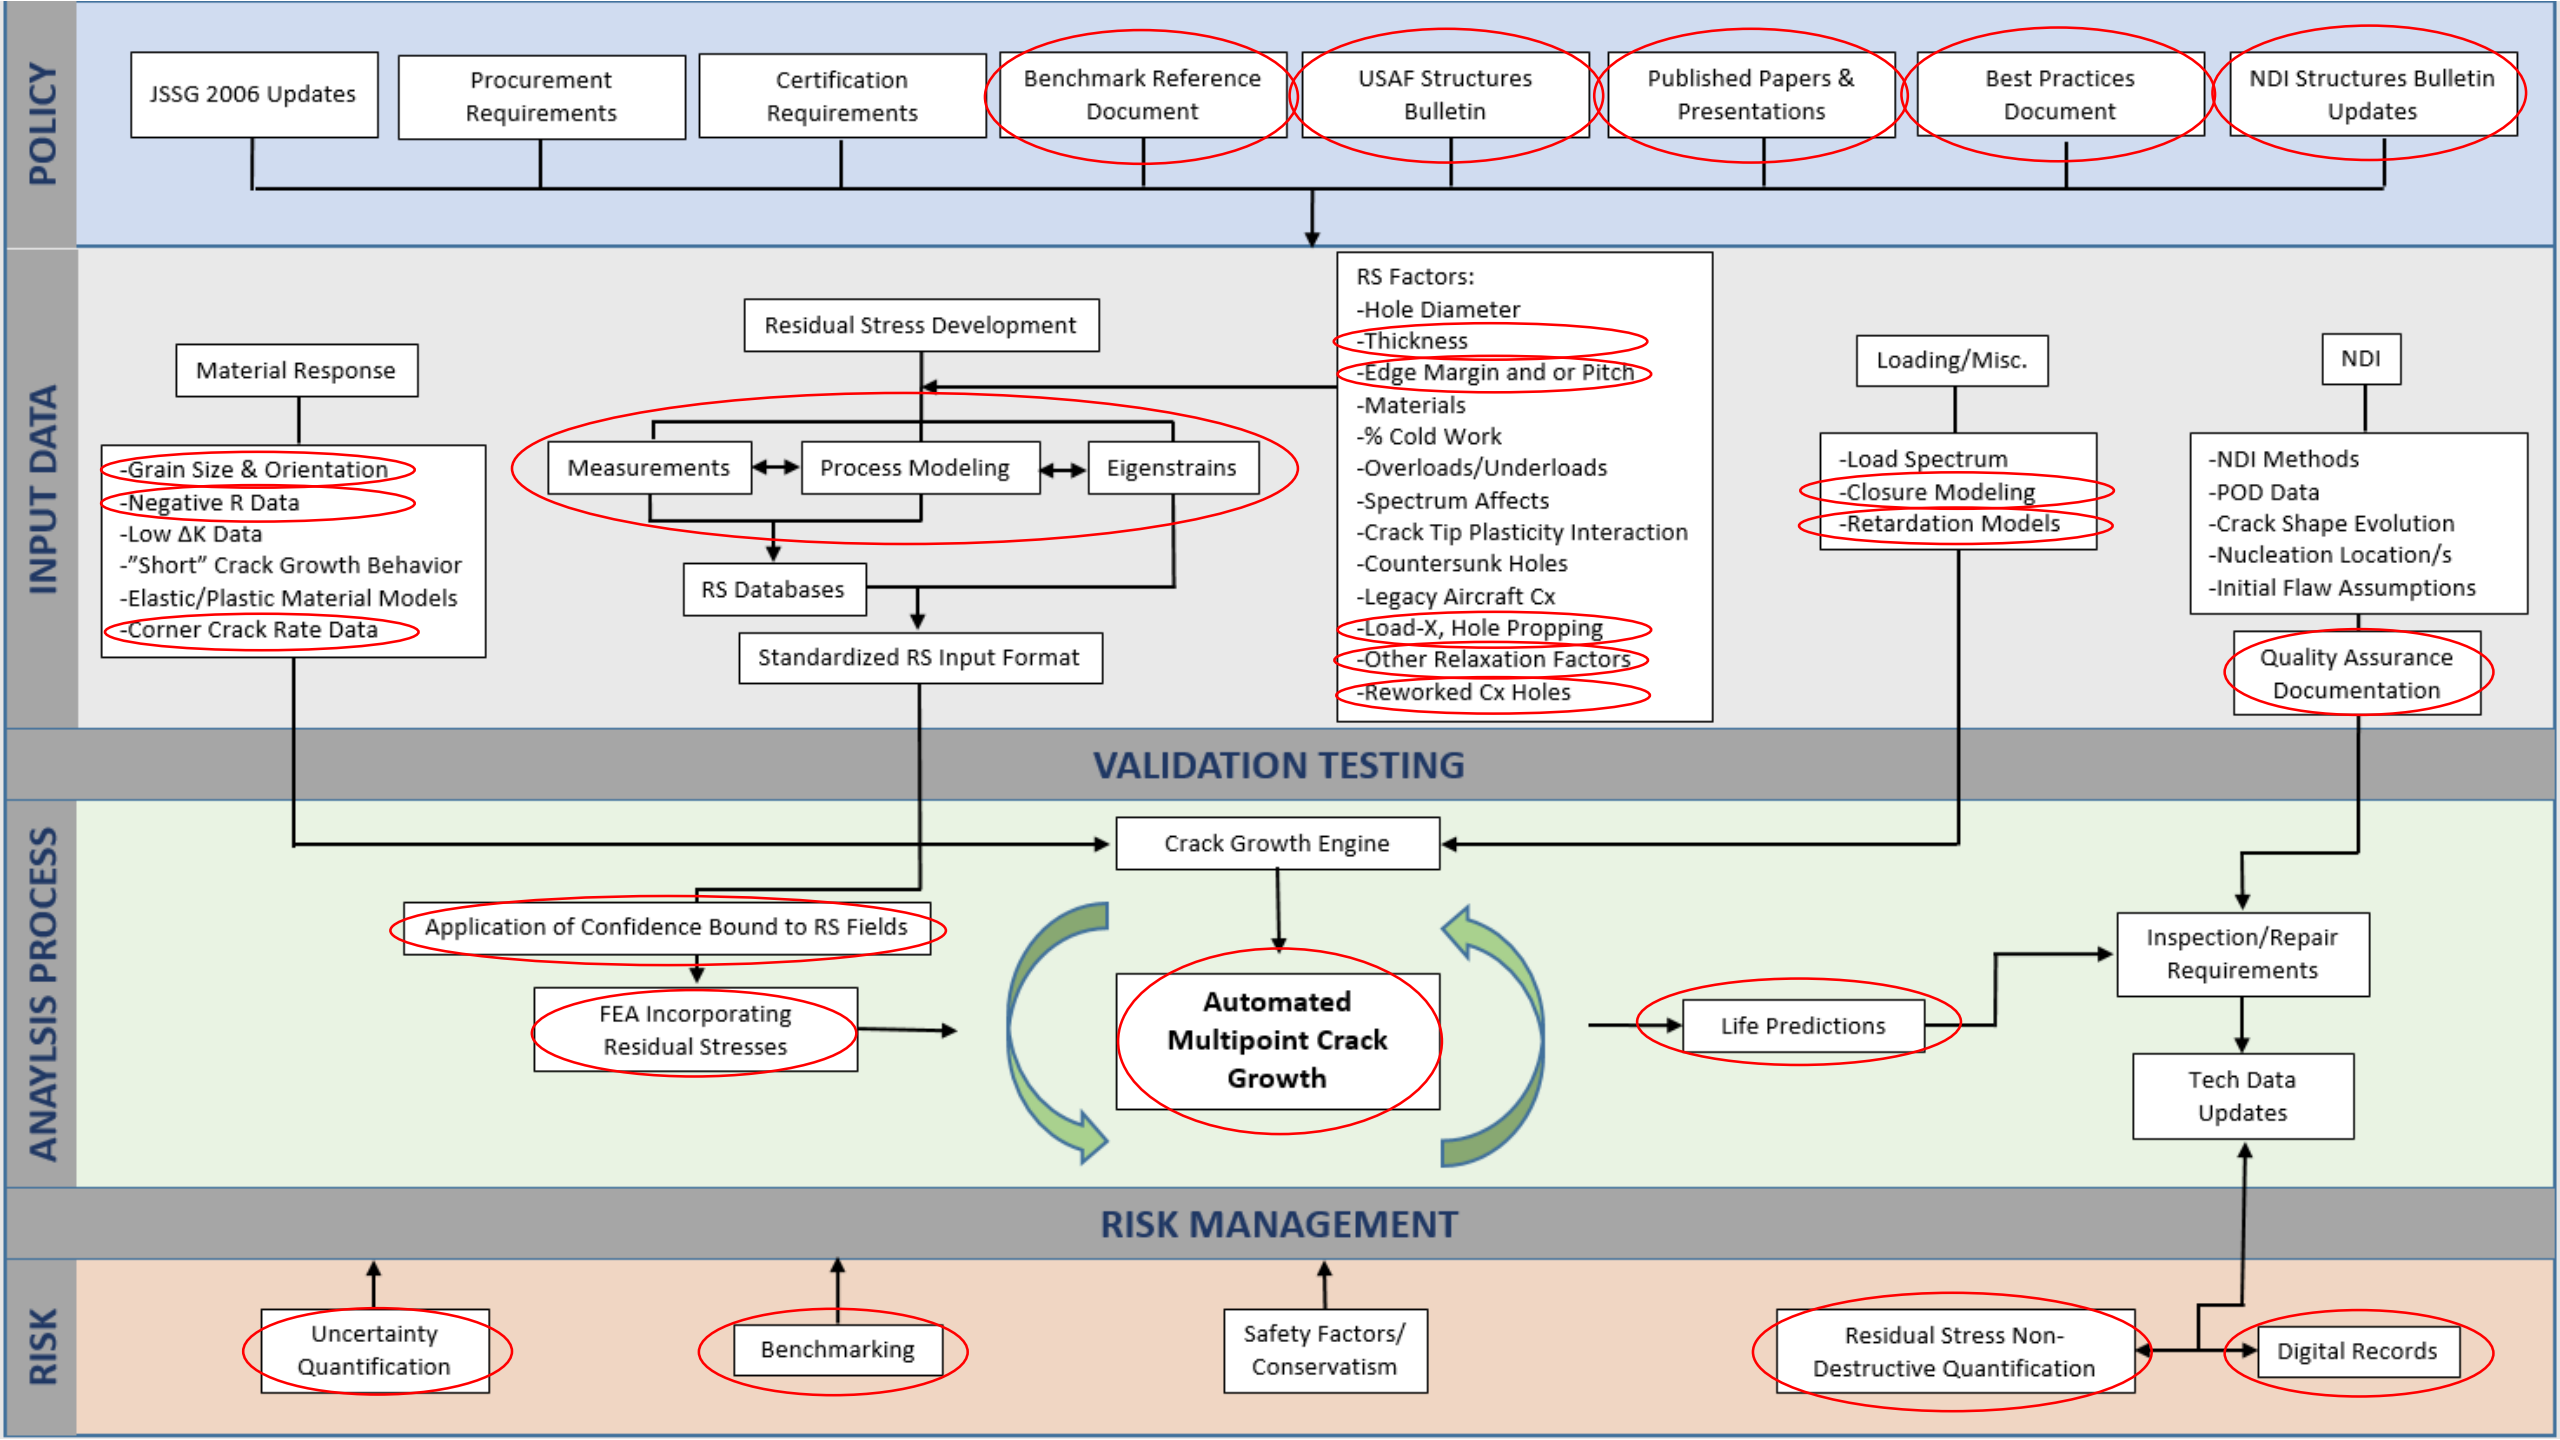 POLICY
JSSG 2006 Updates
Procurement
Requirements
Certification
Requirements
Benchmark Reference
Document
USAF Structures
Bulletin
Published Papers &
Presentations
Best Practices
Document
NDI Structures Bulletin
Updates
INPUT DATA
Material Response
-Grain Size & Orientation
-Negative R Data
-Low ΔK Data
-”Short” Crack Growth Behavior
-Elastic/Plastic Material Models
-Corner Crack Rate Data
Residual Stress Development
Measurements
Process Modeling
Eigenstrains
RS Databases
Standardized RS Input Format
RS Factors:
-Hole Diameter
-Thickness
-Edge Margin and or Pitch
-Materials
-% Cold Work
-Overloads/Underloads
-Spectrum Affects
-Crack Tip Plasticity Interaction
-Countersunk Holes
-Legacy Aircraft Cx
-Load-X, Hole Propping
-Other Relaxation Factors
-Reworked Cx Holes
Loading/Misc.
-Load Spectrum
-Closure Modeling
-Retardation Models
NDI
-NDI Methods
-POD Data
-Crack Shape Evolution
-Nucleation Location/s
-Initial Flaw Assumptions
Quality Assurance
Documentation
VALIDATION TESTING
ANAYLSIS PROCESS
Crack Growth Engine
Application of Confidence Bound to RS Fields
FEA Incorporating
Residual Stresses
Automated
Multipoint Crack
Growth
Life Predictions
Inspection/Repair
Requirements
Tech Data
Updates
RISK MANAGEMENT
RISK
Uncertainty
Quantification
Benchmarking
Safety Factors/
Conservatism
Residual Stress Non-
Destructive Quantification
Digital Records